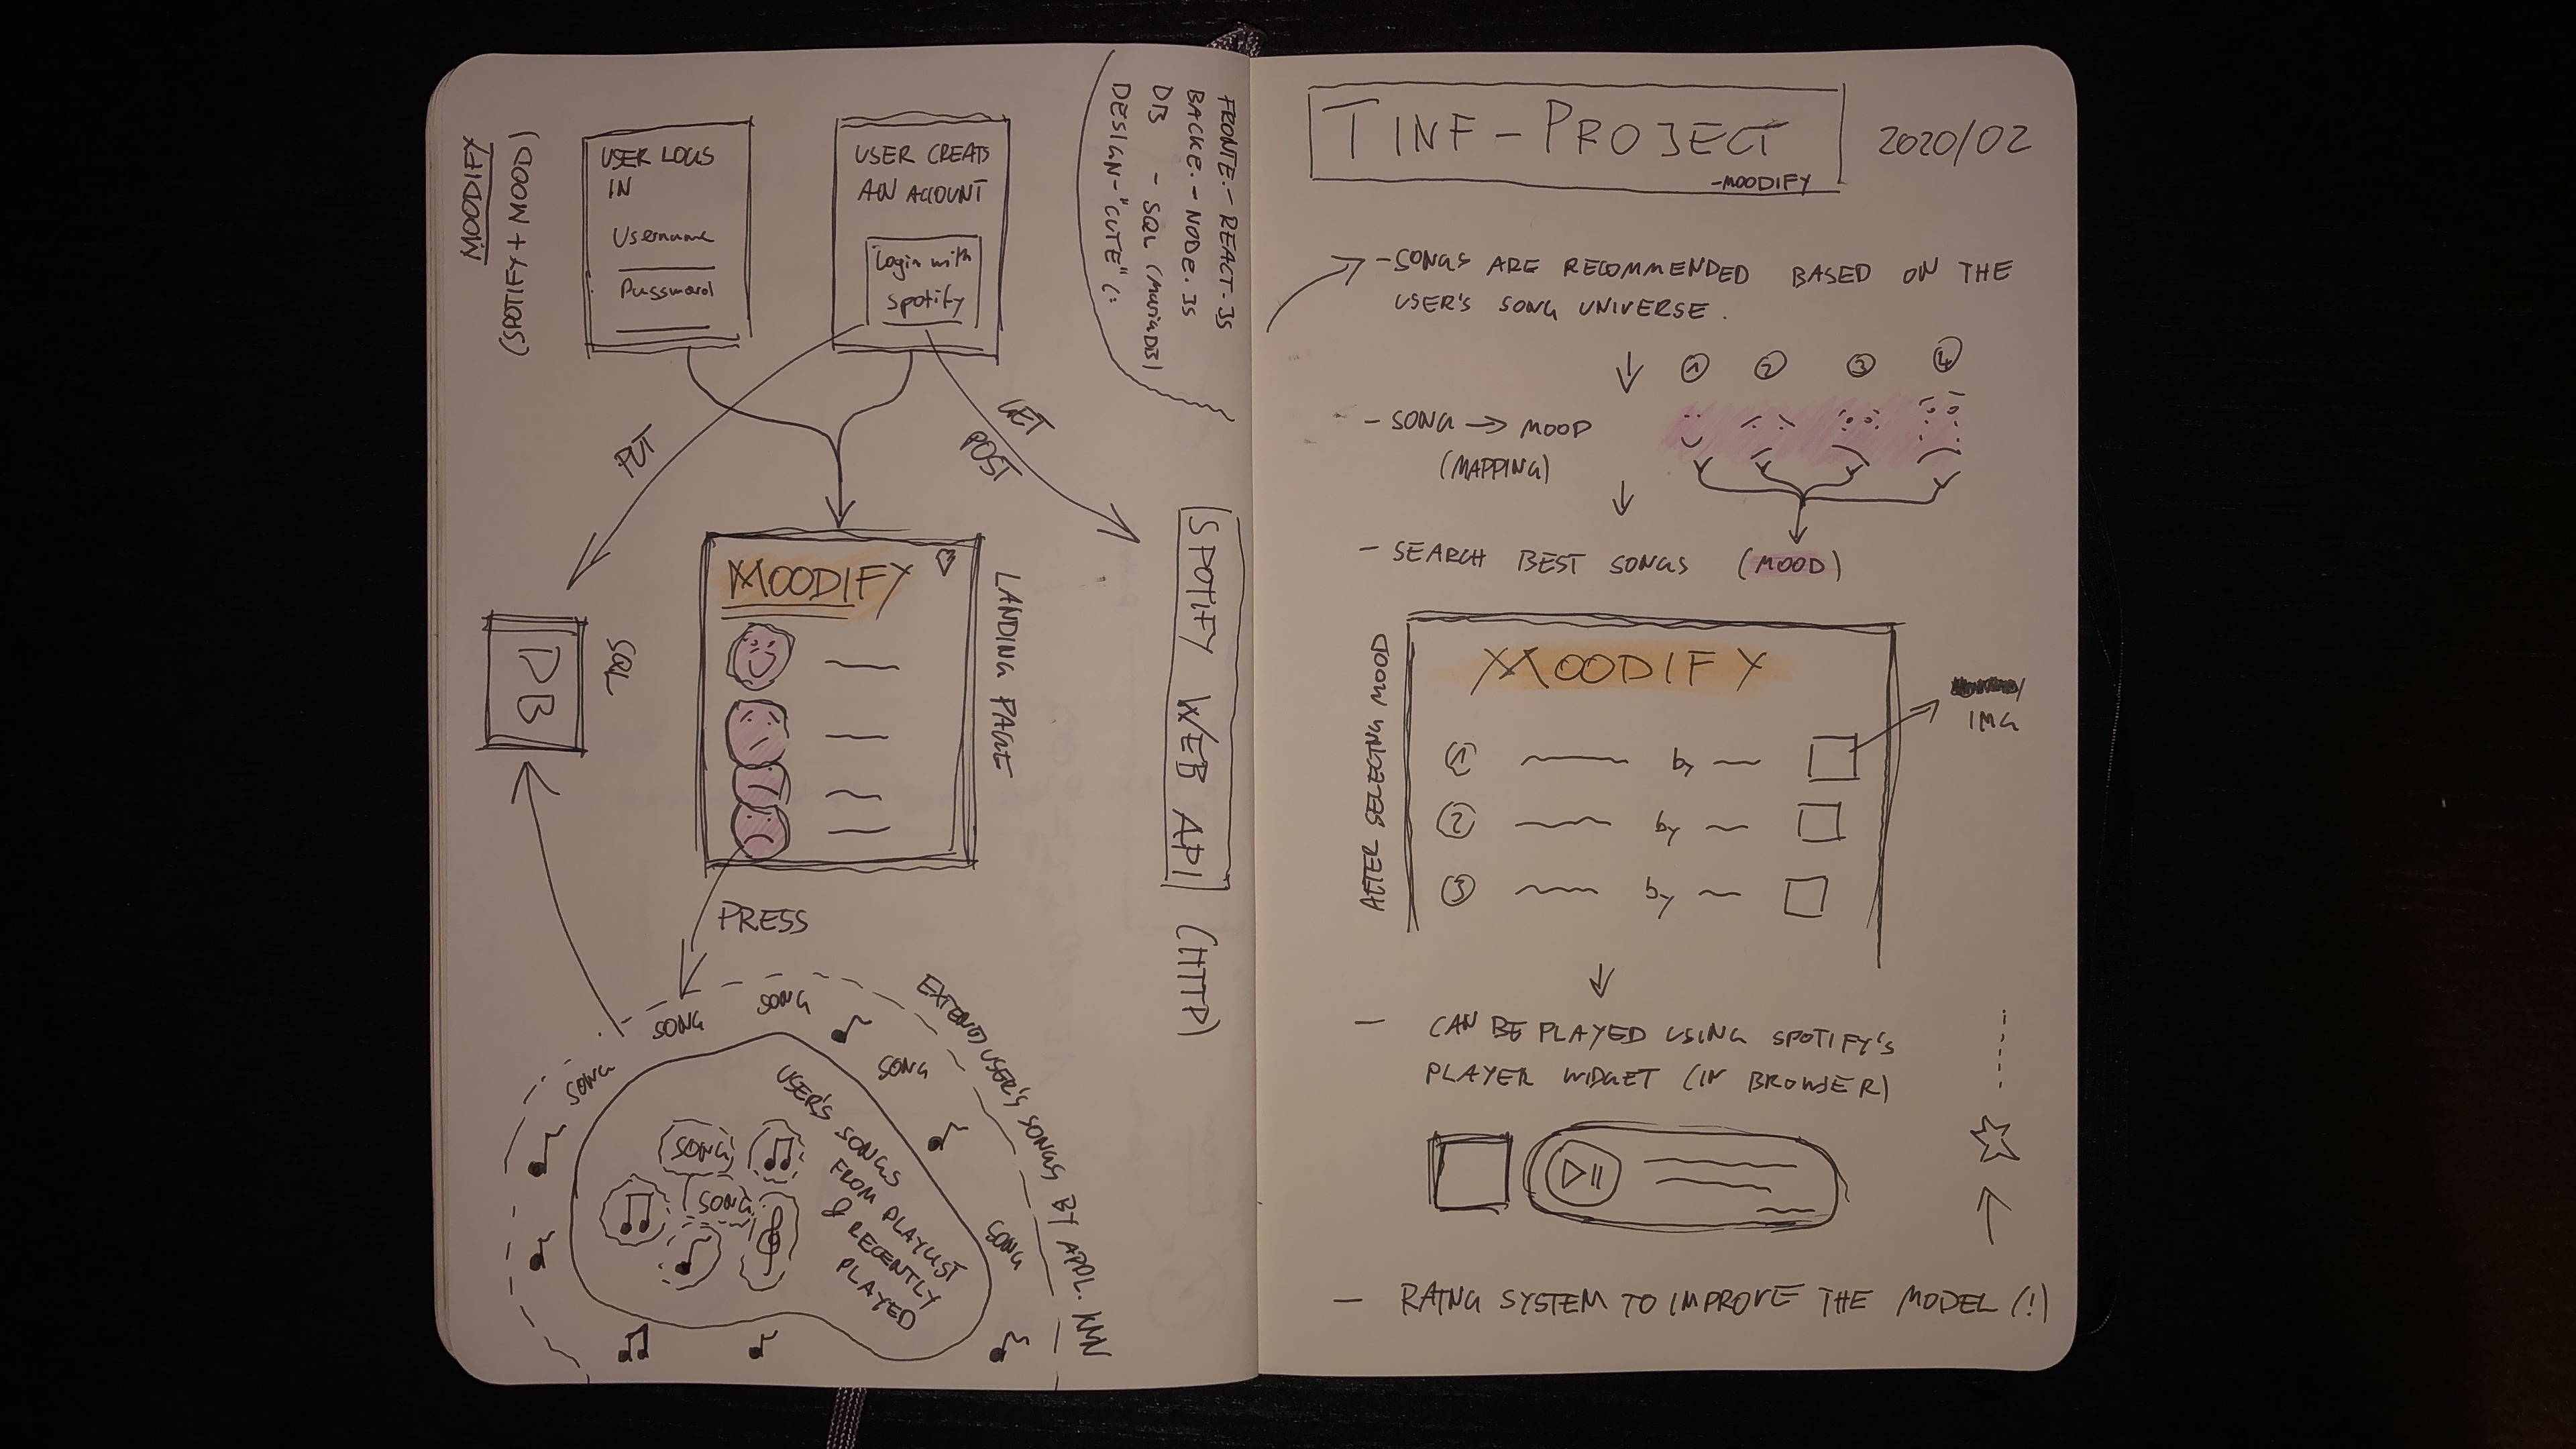 MOODIFY
(SPOTIFY + MOOD)
USER LOGS
IN
Username
Password
USER CREATS
AN ACCOUNT
Login with
spotify
FRONTE.- REACT.JS
BACKE.- NODE.JS
DB - SQL (MariaDB)
DESIGN-"CUTE" (:
PUT
GET
POST
SPOTIFY WEB API (HTTP)
DB
SQL
MOODIFY
LANDING PAGE
PRESS
SONG
SONG
SONG
SONG
SONG
EXTEND USER'S SONGS BY APPL. KNN
USER'S SONGS
FROM PLAYLIST
& RECENTLY
PLAYED
SONG
SONG
TINF-PROJECT
-MOODIFY
2020/02
-SONGS ARE RECOMMENDED BASED ON THE
USER'S SONG UNIVERSE.
1 2 3 4
- SONG → MOOD
(MAPPING)
- SEARCH BEST SONGS (MOOD)
AFTER SELECTING MOOD
MOODIFY
1 by
2 by
3 by
IMG
- CAN BE PLAYED USING SPOTIFY'S
PLAYER WIDGET (IN BROWSER)
- RATNG SYSTEM TO IMPROVE THE MODEL (!)